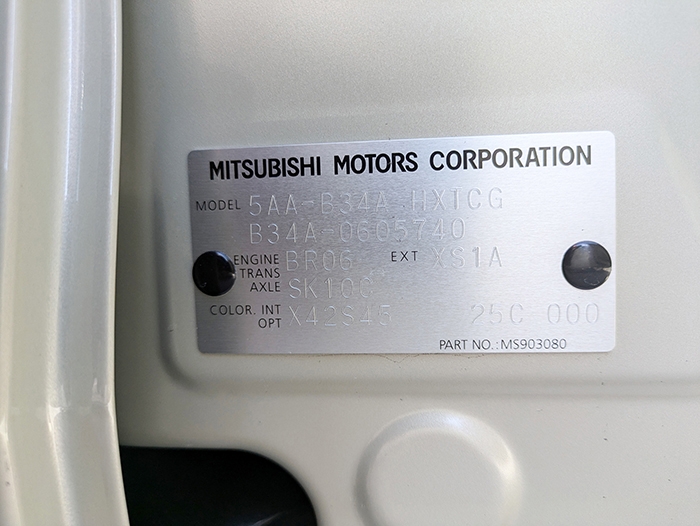 MITSUBISHI MOTORS CORPORATION
MODEL 5AA-B34A HXTCG
B34A-0605740
ENGINE BR06 EXT XS1A
TRANS
AXLE SK10C
COLOR. INT X42S45 25C 000
OPT
PART NO.: MS903080